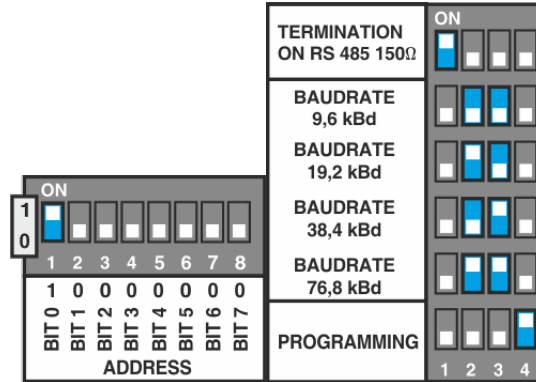 TERMINATION
ON RS 485 150Ω
ON
BAUDRATE
9,6 kBd
BAUDRATE
19,2 kBd
BAUDRATE
38,4 kBd
BAUDRATE
76,8 kBd
PROGRAMMING
1 2 3 4
ON
1
0
1 2 3 4 5 6 7 8
1 0 0 0 0 0 0 0
BIT 0 BIT 1 BIT 2 BIT 3 BIT 4 BIT 5 BIT 6 BIT 7
ADDRESS